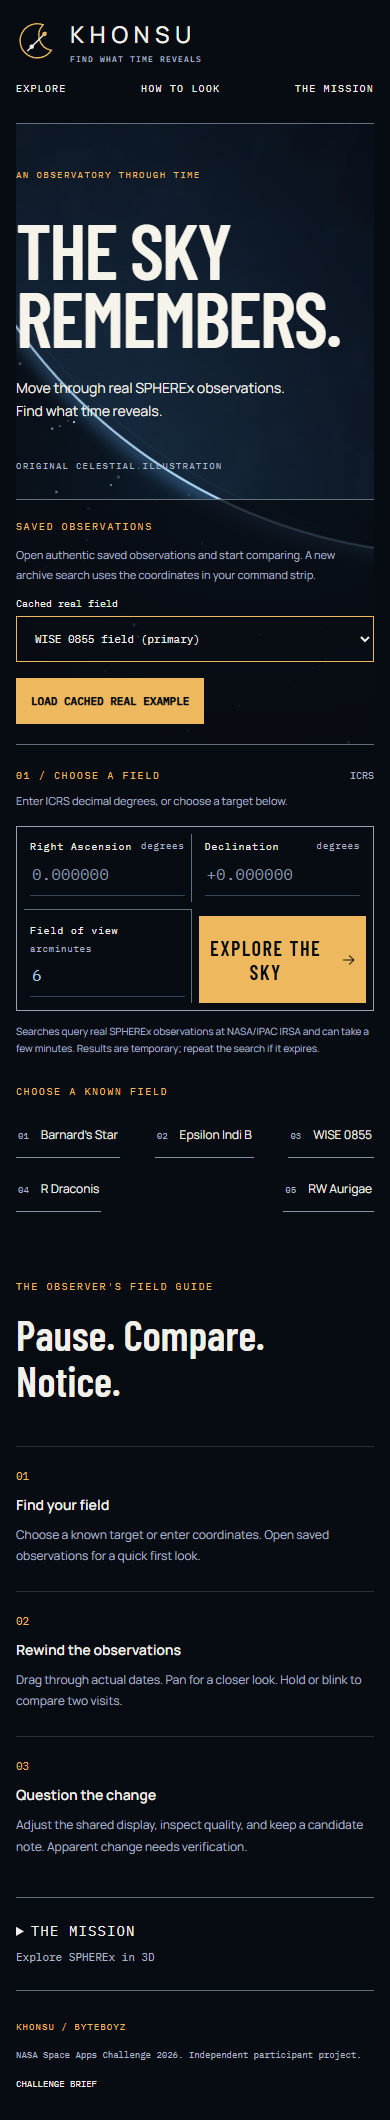 KHONSU
FIND WHAT TIME REVEALS
EXPLORE HOW TO LOOK THE MISSION
AN OBSERVATORY THROUGH TIME
THE SKY
REMEMBERS.
Move through real SPHEREx observations.
Find what time reveals.
ORIGINAL CELESTIAL ILLUSTRATION
SAVED OBSERVATIONS
Open authentic saved observations and start comparing. A new
archive search uses the coordinates in your command strip.
Cached real field
WISE 0855 field (primary)
LOAD CACHED REAL EXAMPLE
01 / CHOOSE A FIELD ICRS
Enter ICRS decimal degrees, or choose a target below.
Right Ascension degrees Declination degrees
0.000000 +0.000000
Field of view
arcminutes
6
EXPLORE THE
SKY →
Searches query real SPHEREx observations at NASA/IPAC IRSA and can take a
few minutes. Results are temporary; repeat the search if it expires.
CHOOSE A KNOWN FIELD
01 Barnard's Star 02 Epsilon Indi B 03 WISE 0855
04 R Draconis 05 RW Aurigae
THE OBSERVER'S FIELD GUIDE
Pause. Compare.
Notice.
01
Find your field
Choose a known target or enter coordinates. Open saved
observations for a quick first look.
02
Rewind the observations
Drag through actual dates. Pan for a closer look. Hold or blink to
compare two visits.
03
Question the change
Adjust the shared display, inspect quality, and keep a candidate
note. Apparent change needs verification.
▶ THE MISSION
Explore SPHEREx in 3D
KHONSU / BYTEBOYZ
NASA Space Apps Challenge 2026. Independent participant project.
CHALLENGE BRIEF